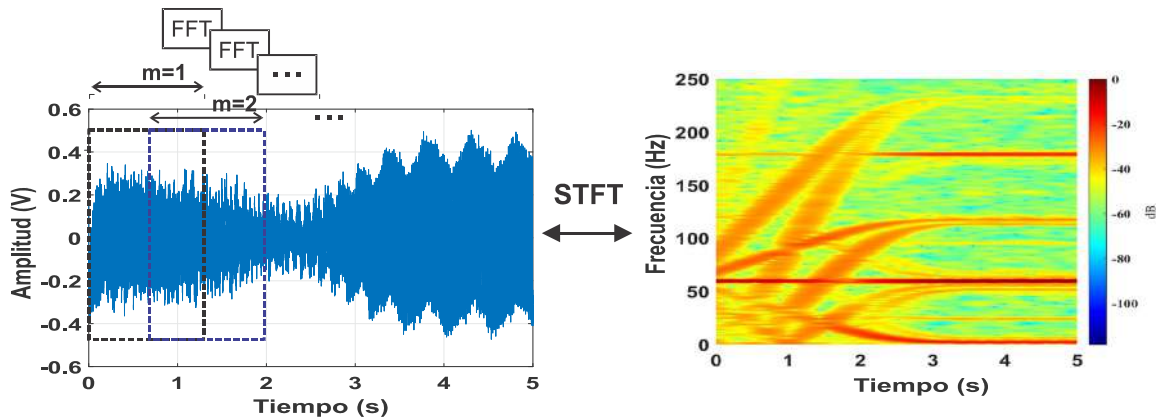 FFT
FFT
...
m=1
m=2
...
0.6
0.4
0.2
0
-0.2
-0.4
-0.6
Amplitud (V)
0 1 2 3 4 5
Tiempo (s)
STFT
250
200
150
100
50
0
Frecuencia (Hz)
0 1 2 3 4 5
Tiempo (s)
0
-20
-40
-60
-80
-100
dB